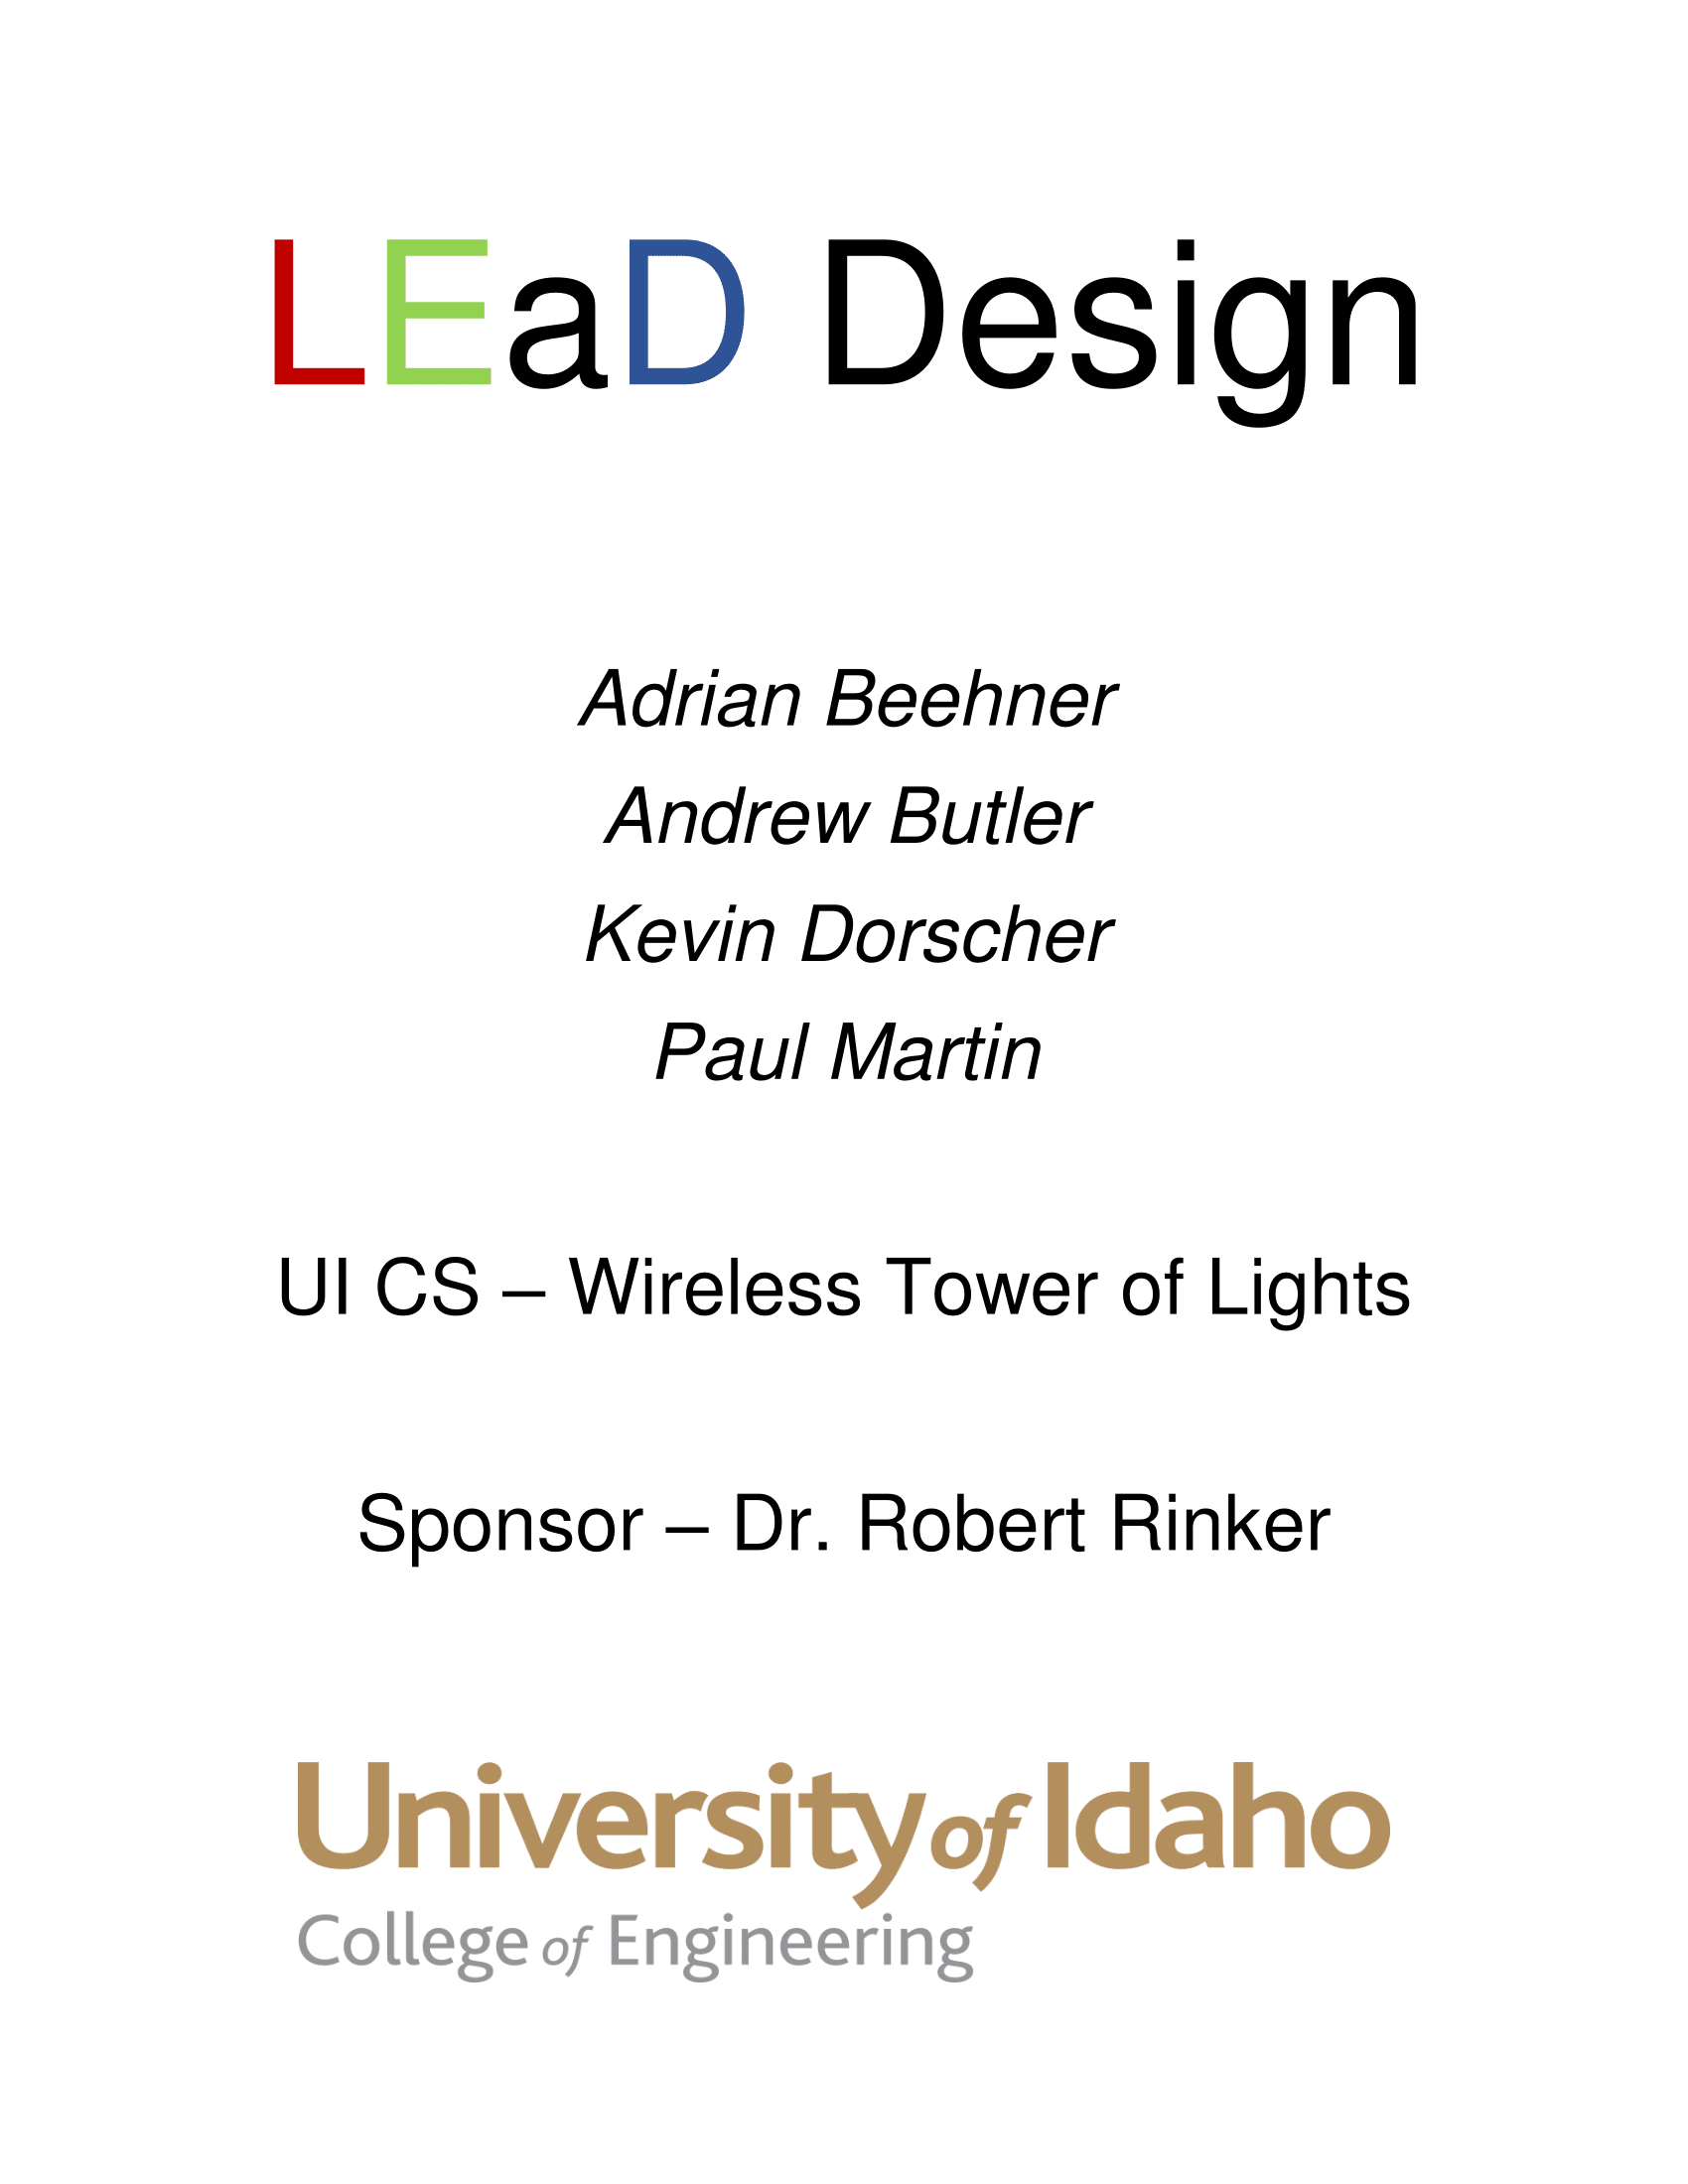 LEaD Design
Adrian Beehner
Andrew Butler
Kevin Dorscher
Paul Martin
UI CS – Wireless Tower of Lights
Sponsor – Dr. Robert Rinker
University of Idaho
College of Engineering